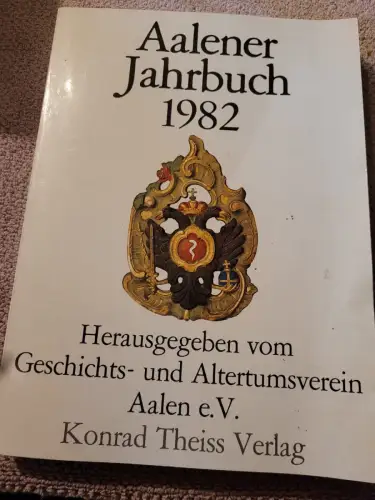 Aalener
Jahrbuch
1982
Herausgegeben vom
Geschichts- und Altertumsverein
Aalen e.V.
Konrad Theiss Verlag